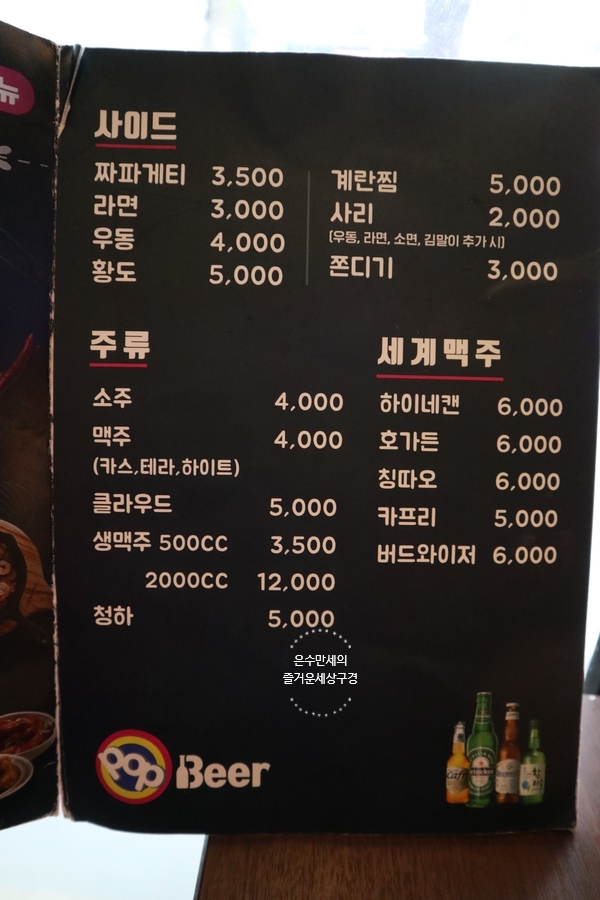 뉴
사이드
짜파게티 3,500
라면 3,000
우동 4,000
황도 5,000
계란찜 5,000
사리 2,000
(우동, 라면, 소면, 김말이 추가 시)
쫀디기 3,000
주류
소주 4,000
맥주 4,000
(카스,테라,하이트)
클라우드 5,000
생맥주 500CC 3,500
2000CC 12,000
청하 5,000
세계맥주
하이네캔 6,000
호가든 6,000
칭따오 6,000
카프리 5,000
버드와이저 6,000
은수만세의
즐거운세상구경
pop Beer